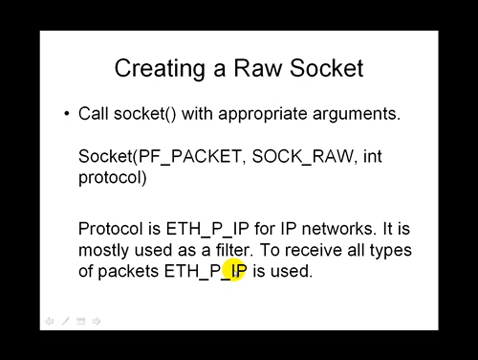 Creating a Raw Socket
• Call socket() with appropriate arguments.
Socket(PF_PACKET, SOCK_RAW, int
protocol)
Protocol is ETH_P_IP for IP networks. It is
mostly used as a filter. To receive all types
of packets ETH_P_IP is used.